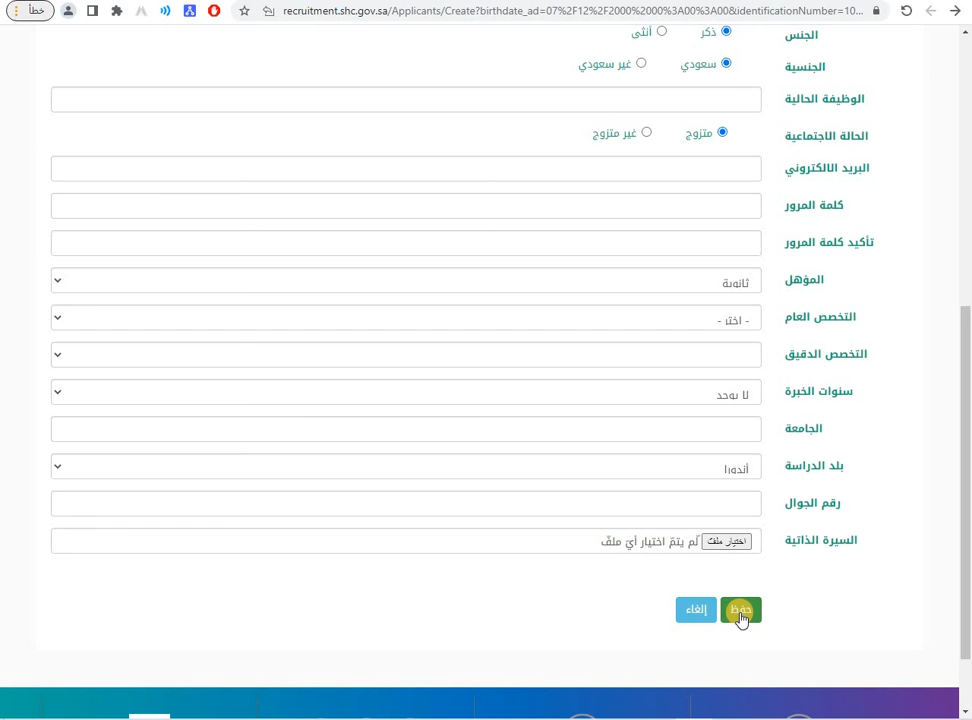 خطأ
recruitment.shc.gov.sa/Applicants/Create?birthdate_ad=07%2F12%2F2000%2000%3A00%3A00&identificationNumber=10...
الجنس
ذكر
أنثى
الجنسية
سعودي
غير سعودي
الوظيفة الحالية
الحالة الاجتماعية
متزوج
غير متزوج
البريد الالكتروني
كلمة المرور
تأكيد كلمة المرور
المؤهل
ثانوية
التخصص العام
- اختر -
التخصص الدقيق
سنوات الخبرة
لا يوجد
الجامعة
بلد الدراسة
أندورا
رقم الجوال
السيرة الذاتية
اختيار ملف
لم يتمّ اختيار أيّ ملفّ
حفظ
إلغاء